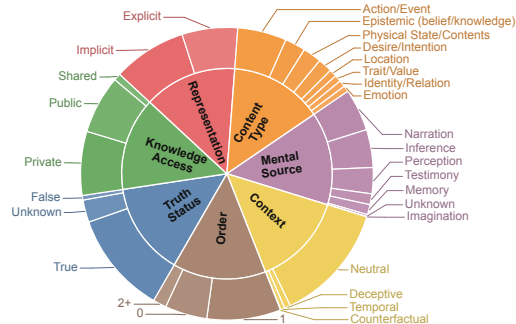 Explicit
Implicit
Shared
Public
Private
False
Unknown
True
2+
0
1
Action/Event
Epistemic (belief/knowledge)
Physical State/Contents
Desire/Intention
Location
Trait/Value
Identity/Relation
Emotion
Narration
Inference
Perception
Testimony
Memory
Unknown
Imagination
Neutral
Deceptive
Temporal
Counterfactual
Representation
Content
Type
Knowledge
Access
Mental
Source
Truth
Status
Order
Context